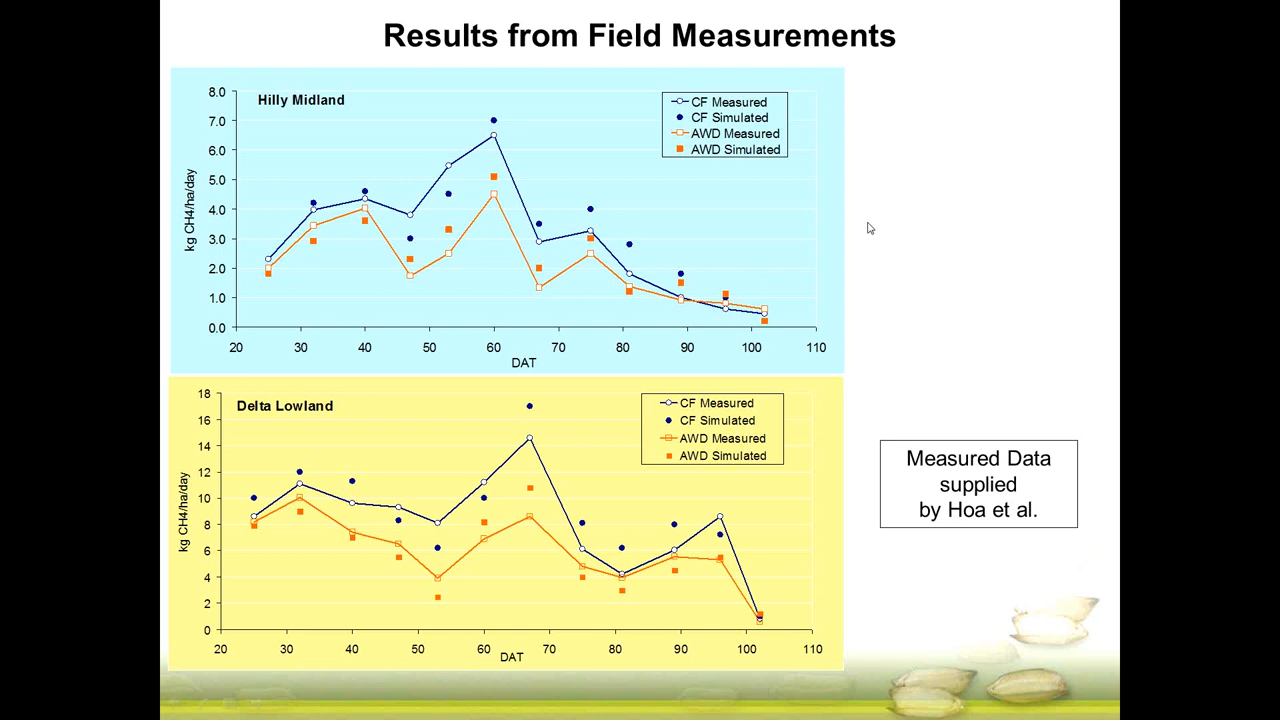 Results from Field Measurements
Hilly Midland
CF Measured
CF Simulated
AWD Measured
AWD Simulated
8.0
7.0
6.0
5.0
4.0
3.0
2.0
1.0
0.0
kg CH4/ha/day
20 30 40 50 60 70 80 90 100 110
DAT
Delta Lowland
CF Measured
CF Simulated
AWD Measured
AWD Simulated
18
16
14
12
10
8
6
4
2
0
kg CH4/ha/day
20 30 40 50 60 70 80 90 100 110
DAT
Measured Data
supplied
by Hoa et al.